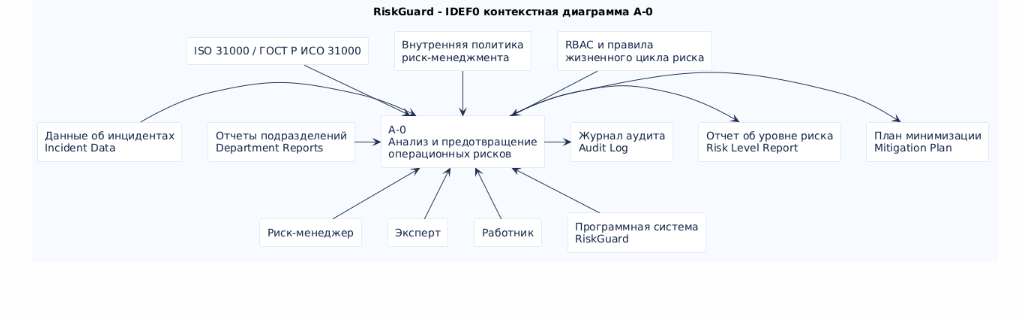 RiskGuard - IDEF0 контекстная диаграмма A-0
ISO 31000 / ГОСТ Р ИСО 31000
Внутренняя политика
риск-менеджмента
RBAC и правила
жизненного цикла риска
Данные об инцидентах
Incident Data
Отчеты подразделений
Department Reports
A-0
Анализ и предотвращение
операционных рисков
Журнал аудита
Audit Log
Отчет об уровне риска
Risk Level Report
План минимизации
Mitigation Plan
Риск-менеджер
Эксперт
Работник
Программная система
RiskGuard